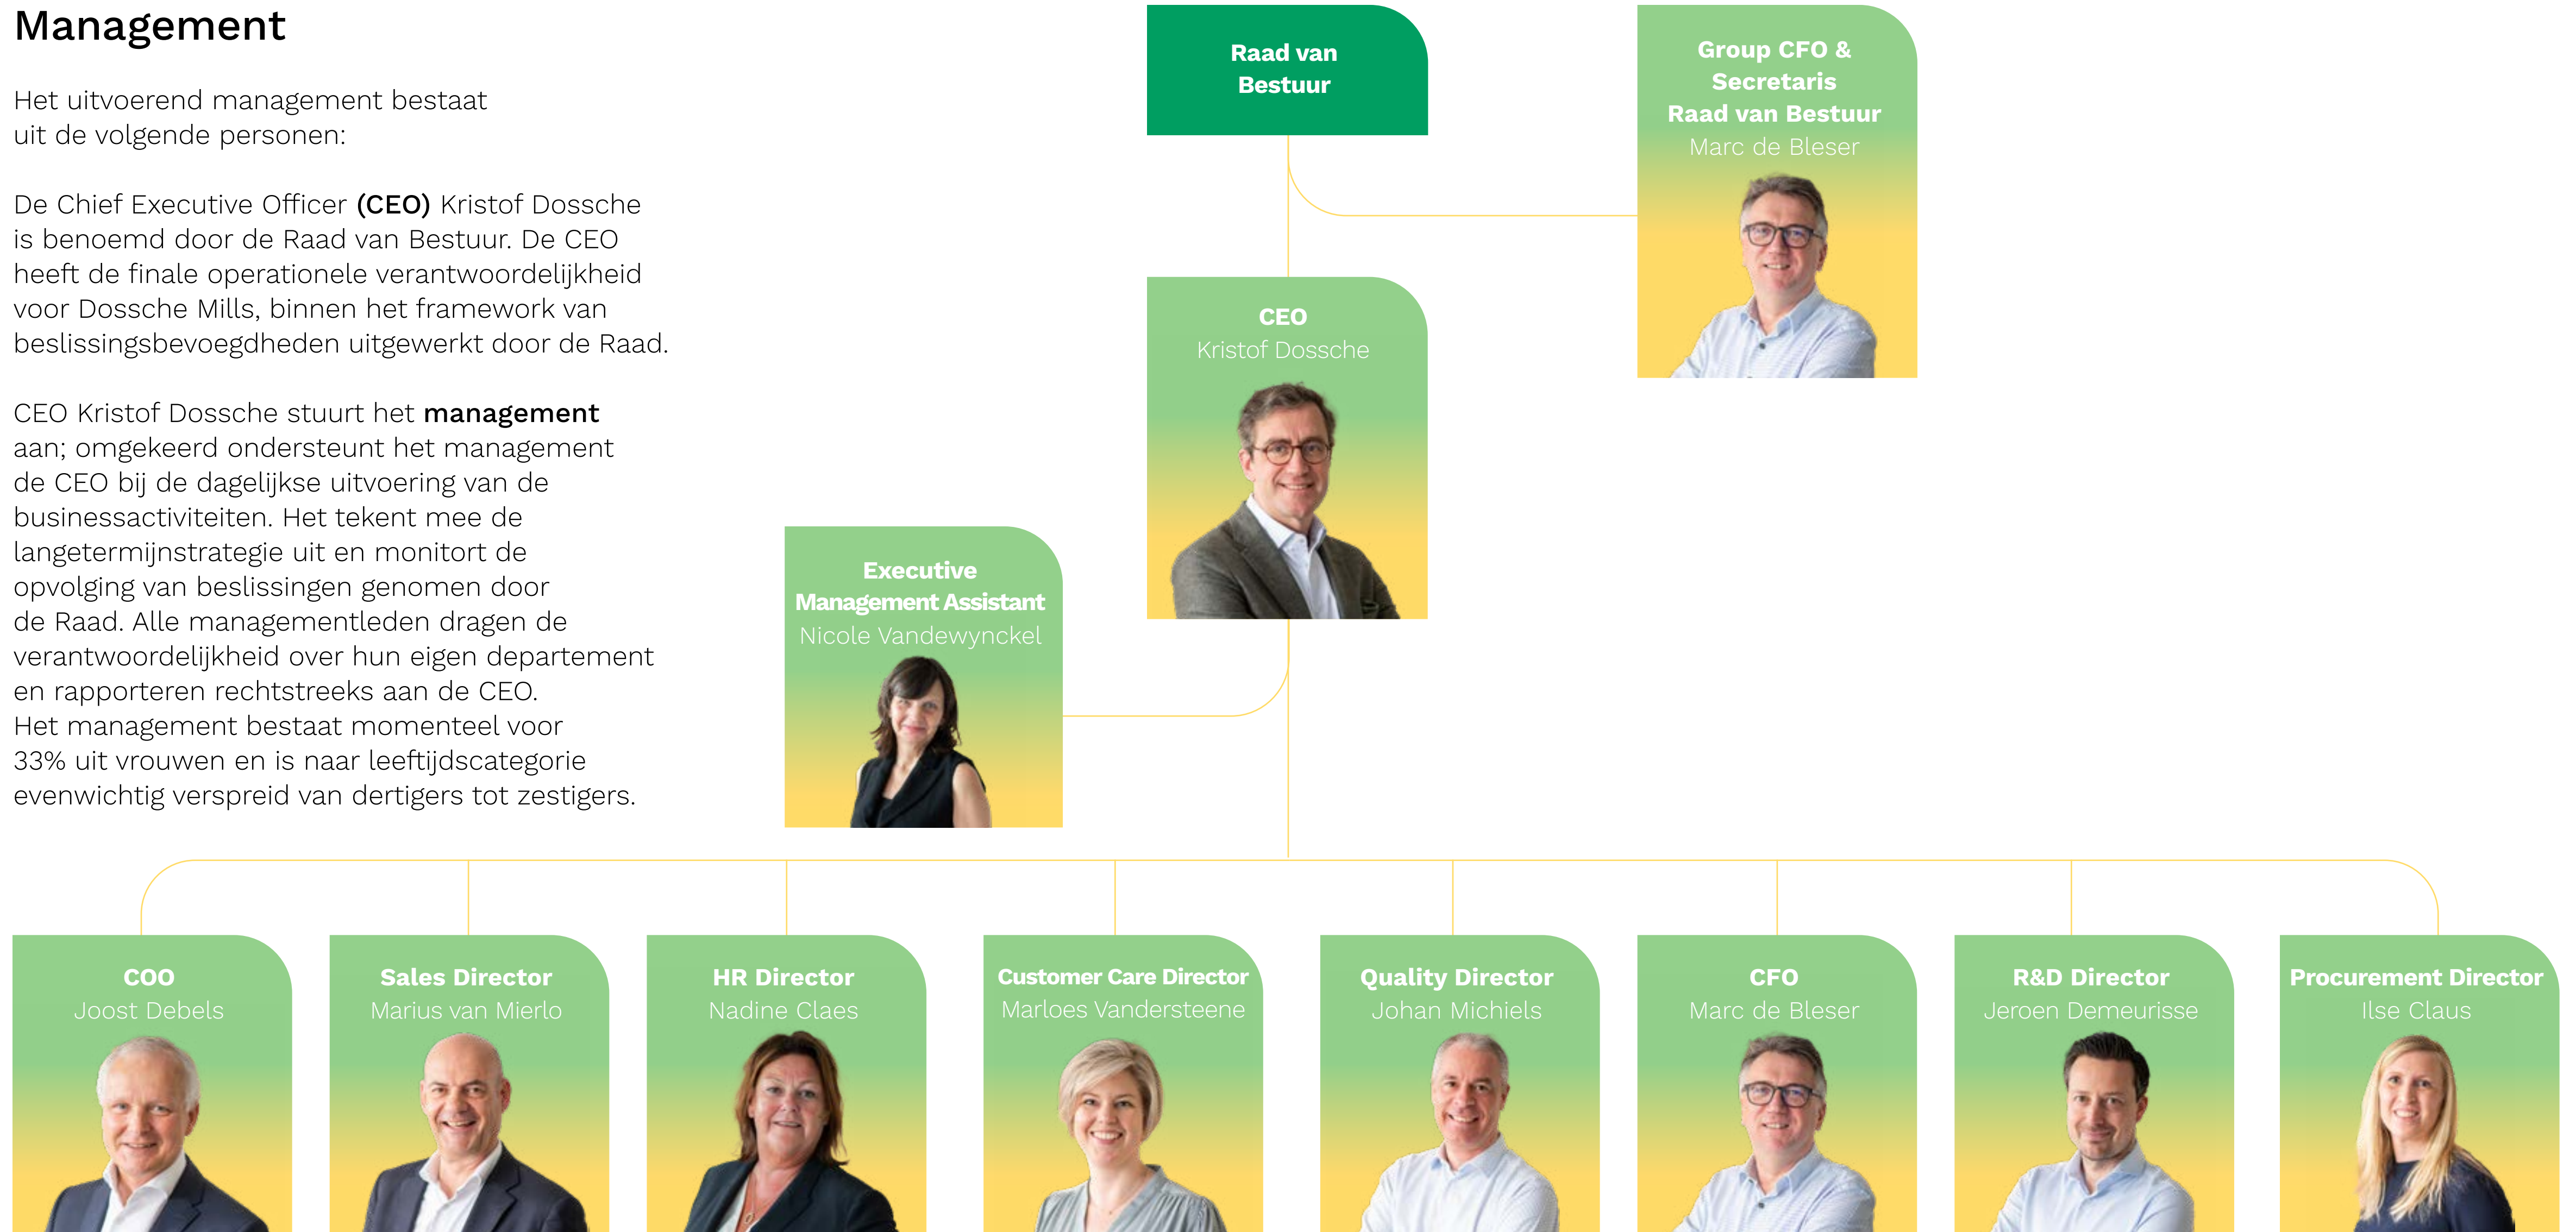 Management
Het uitvoerend management bestaat
uit de volgende personen:
De Chief Executive Officer (CEO) Kristof Dossche
is benoemd door de Raad van Bestuur. De CEO
heeft de finale operationele verantwoordelijkheid
voor Dossche Mills, binnen het framework van
beslissingsbevoegdheden uitgewerkt door de Raad.
CEO Kristof Dossche stuurt het management
aan; omgekeerd ondersteunt het management
de CEO bij de dagelijkse uitvoering van de
businessactiviteiten. Het tekent mee de
langetermijnstrategie uit en monitort de
opvolging van beslissingen genomen door
de Raad. Alle managementleden dragen de
verantwoordelijkheid over hun eigen departement
en rapporteren rechtstreeks aan de CEO.
Het management bestaat momenteel voor
33% uit vrouwen en is naar leeftijdscategorie
evenwichtig verspreid van dertigers tot zestigers.
Raad van
Bestuur
Group CFO &
Secretaris
Raad van Bestuur
Marc de Bleser
CEO
Kristof Dossche
Executive
Management Assistant
Nicole Vandewynckel
COO
Joost Debels
Sales Director
Marius van Mierlo
HR Director
Nadine Claes
Customer Care Director
Marloes Vandersteene
Quality Director
Johan Michiels
CFO
Marc de Bleser
R&D Director
Jeroen Demeurisse
Procurement Director
Ilse Claus